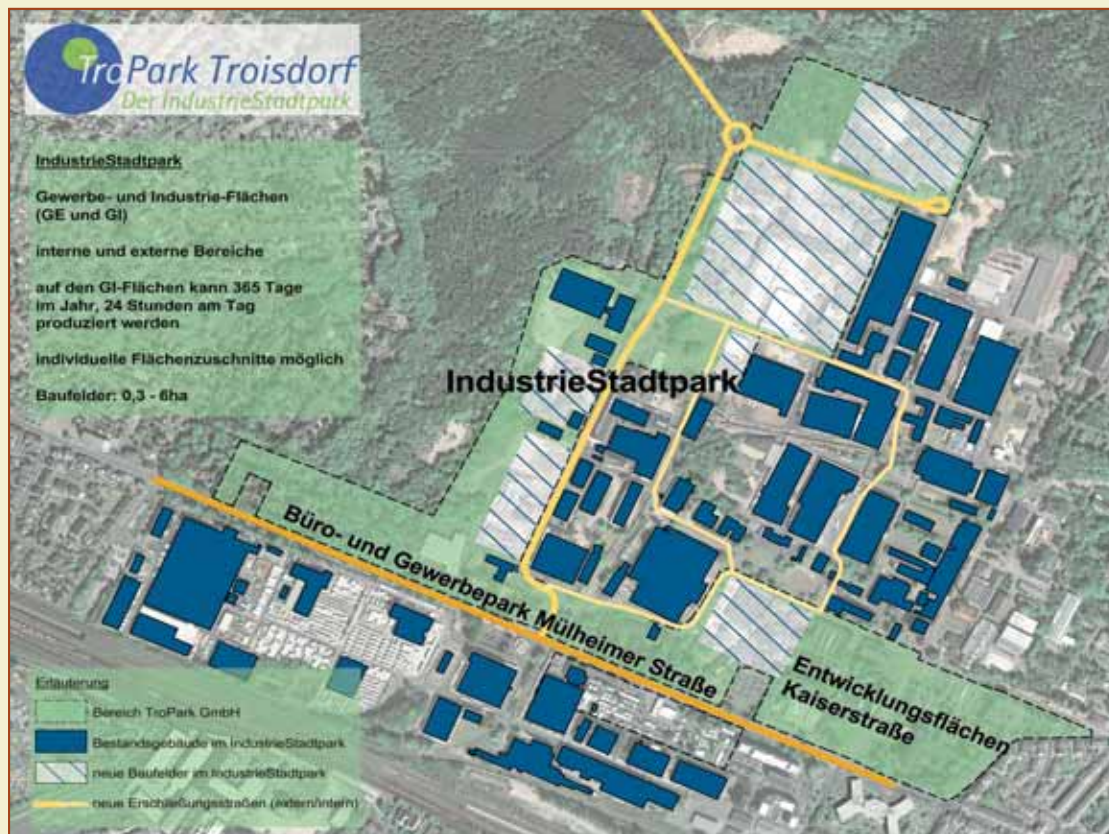 TroPark Troisdorf
Der IndustrieStadtpark
IndustrieStadtpark
Gewerbe- und Industrie-Flächen
(GE und GI)
interne und externe Bereiche
auf den GI-Flächen kann 365 Tage
im Jahr, 24 Stunden am Tag
produziert werden
individuelle Flächenzuschnitte möglich
Baufelder: 0,3 - 6ha
IndustrieStadtpark
Büro- und Gewerbepark Mülheimer Straße
Entwicklungsflächen
Kaiserstraße
Erläuterung
Bereich TroPark GmbH
Bestandsgebäude im IndustrieStadtpark
neue Baufelder im IndustrieStadtpark
neue Erschließungsstraßen (extern/intern)